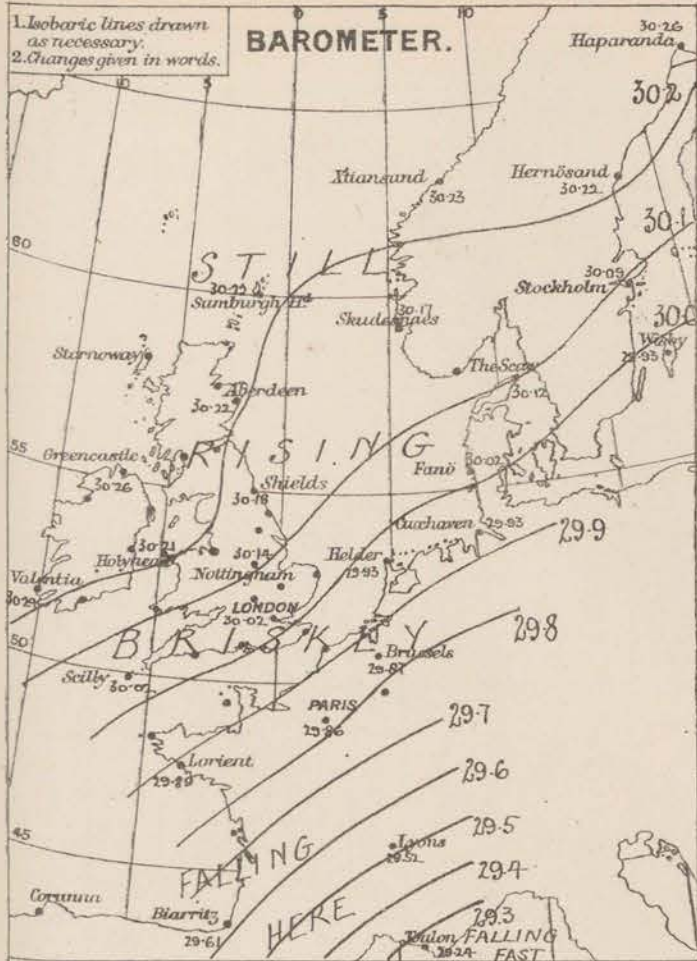 1. Isobaric lines drawn
as necessary.
2. Changes given in words.
BAROMETER.
10
5
0
5
10
30·26
Haparanda
30·2
Xtiansund
30·23
Hernösand
30·22
60
30·1
STILL
30·22
Sumburgh Hd
30·17
Skudesnaes
30·09
Stockholm
30·0
Wisby
29·93
Stornoway
The Scaw
30·12
Aberdeen
30·22
55
RISING
Greencastle
30·26
Shields
30·18
Fanö
30·02
Cuxhaven
29·93
29·9
30·21
Holyhead
30·14
Nottingham
Helder
29·93
Valentia
30·29
LONDON
30·02
29·8
50
BRISKLY
Brussels
29·87
Scilly
30·02
PARIS
29·86
29·7
Lorient
29·80
29·6
45
29·5
FALLING
Lyons
29·52
29·4
Corunna
Biarritz
29·61
HERE
29·3
Toulon
29·24
FALLING
FAST